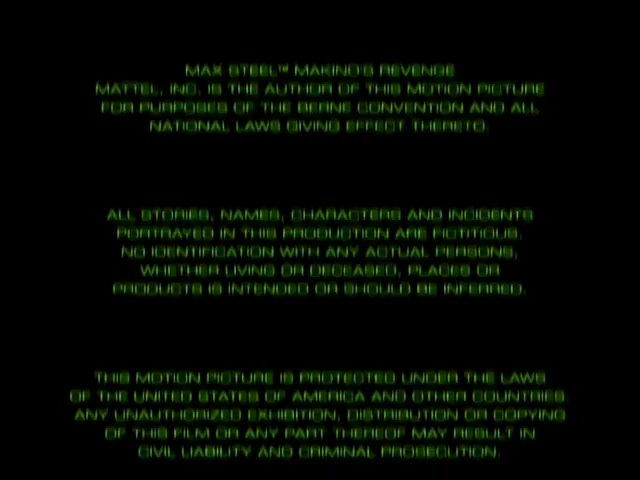 MAX STEEL™ MAKINO'S REVENGE
MATTEL, INC. IS THE AUTHOR OF THIS MOTION PICTURE
FOR PURPOSES OF THE BERNE CONVENTION AND ALL
NATIONAL LAWS GIVING EFFECT THERETO.
ALL STORIES, NAMES, CHARACTERS AND INCIDENTS
PORTRAYED IN THIS PRODUCTION ARE FICTITIOUS.
NO IDENTIFICATION WITH ANY ACTUAL PERSONS,
WHETHER LIVING OR DECEASED, PLACES OR
PRODUCTS IS INTENDED OR SHOULD BE INFERRED.
THIS MOTION PICTURE IS PROTECTED UNDER THE LAWS
OF THE UNITED STATES OF AMERICA AND OTHER COUNTRIES
ANY UNAUTHORIZED EXHIBITION, DISTRIBUTION OR COPYING
OF THIS FILM OR ANY PART THEREOF MAY RESULT IN
CIVIL LIABILITY AND CRIMINAL PROSECUTION.